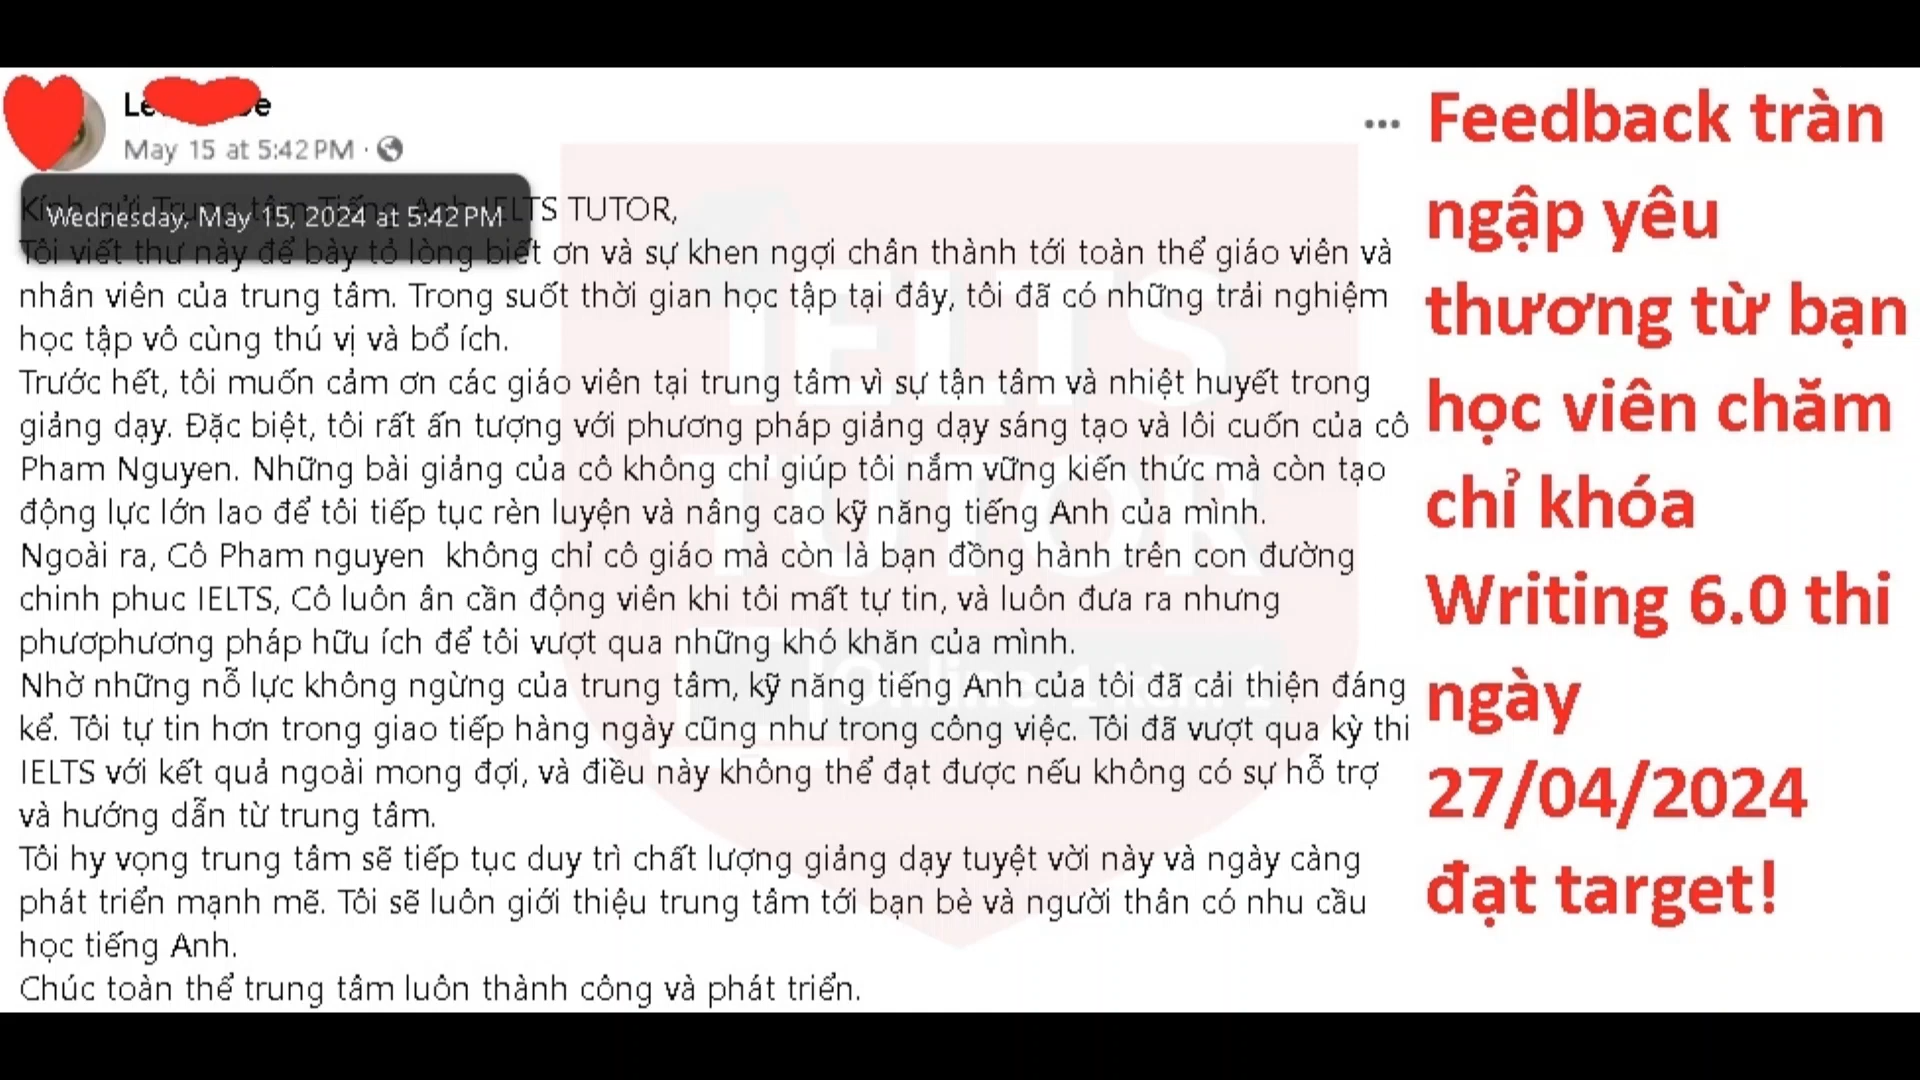 Le
e
May 15 at 5:42 PM ·
Wednesday, May 15, 2024 at 5:42 PM
Kính gửi Trung tâm Tiếng Anh IELTS TUTOR,
Tôi viết thư này để bày tỏ lòng biết ơn và sự khen ngợi chân thành tới toàn thể giáo viên và
nhân viên của trung tâm. Trong suốt thời gian học tập tại đây, tôi đã có những trải nghiệm
học tập vô cùng thú vị và bổ ích.
Trước hết, tôi muốn cảm ơn các giáo viên tại trung tâm vì sự tận tâm và nhiệt huyết trong
giảng dạy. Đặc biệt, tôi rất ấn tượng với phương pháp giảng dạy sáng tạo và lôi cuốn của cô
Pham Nguyen. Những bài giảng của cô không chỉ giúp tôi nắm vững kiến thức mà còn tạo
động lực lớn lao để tôi tiếp tục rèn luyện và nâng cao kỹ năng tiếng Anh của mình.
Ngoài ra, Cô Pham nguyen không chỉ cô giáo mà còn là bạn đồng hành trên con đường
chinh phuc IELTS, Cô luôn ân cần động viên khi tôi mất tự tin, và luôn đưa ra nhưng
phươphương pháp hữu ích để tôi vượt qua những khó khăn của mình.
Nhờ những nỗ lực không ngừng của trung tâm, kỹ năng tiếng Anh của tôi đã cải thiện đáng
kể. Tôi tự tin hơn trong giao tiếp hàng ngày cũng như trong công việc. Tôi đã vượt qua kỳ thi
IELTS với kết quả ngoài mong đợi, và điều này không thể đạt được nếu không có sự hỗ trợ
và hướng dẫn từ trung tâm.
Tôi hy vọng trung tâm sẽ tiếp tục duy trì chất lượng giảng dạy tuyệt vời này và ngày càng
phát triển mạnh mẽ. Tôi sẽ luôn giới thiệu trung tâm tới bạn bè và người thân có nhu cầu
học tiếng Anh.
Chúc toàn thể trung tâm luôn thành công và phát triển.
Feedback tràn
ngập yêu
thương từ bạn
học viên chăm
chỉ khóa
Writing 6.0 thi
ngày
27/04/2024
đạt target!
IELTS
TUTOR
Online 1 kèm 1